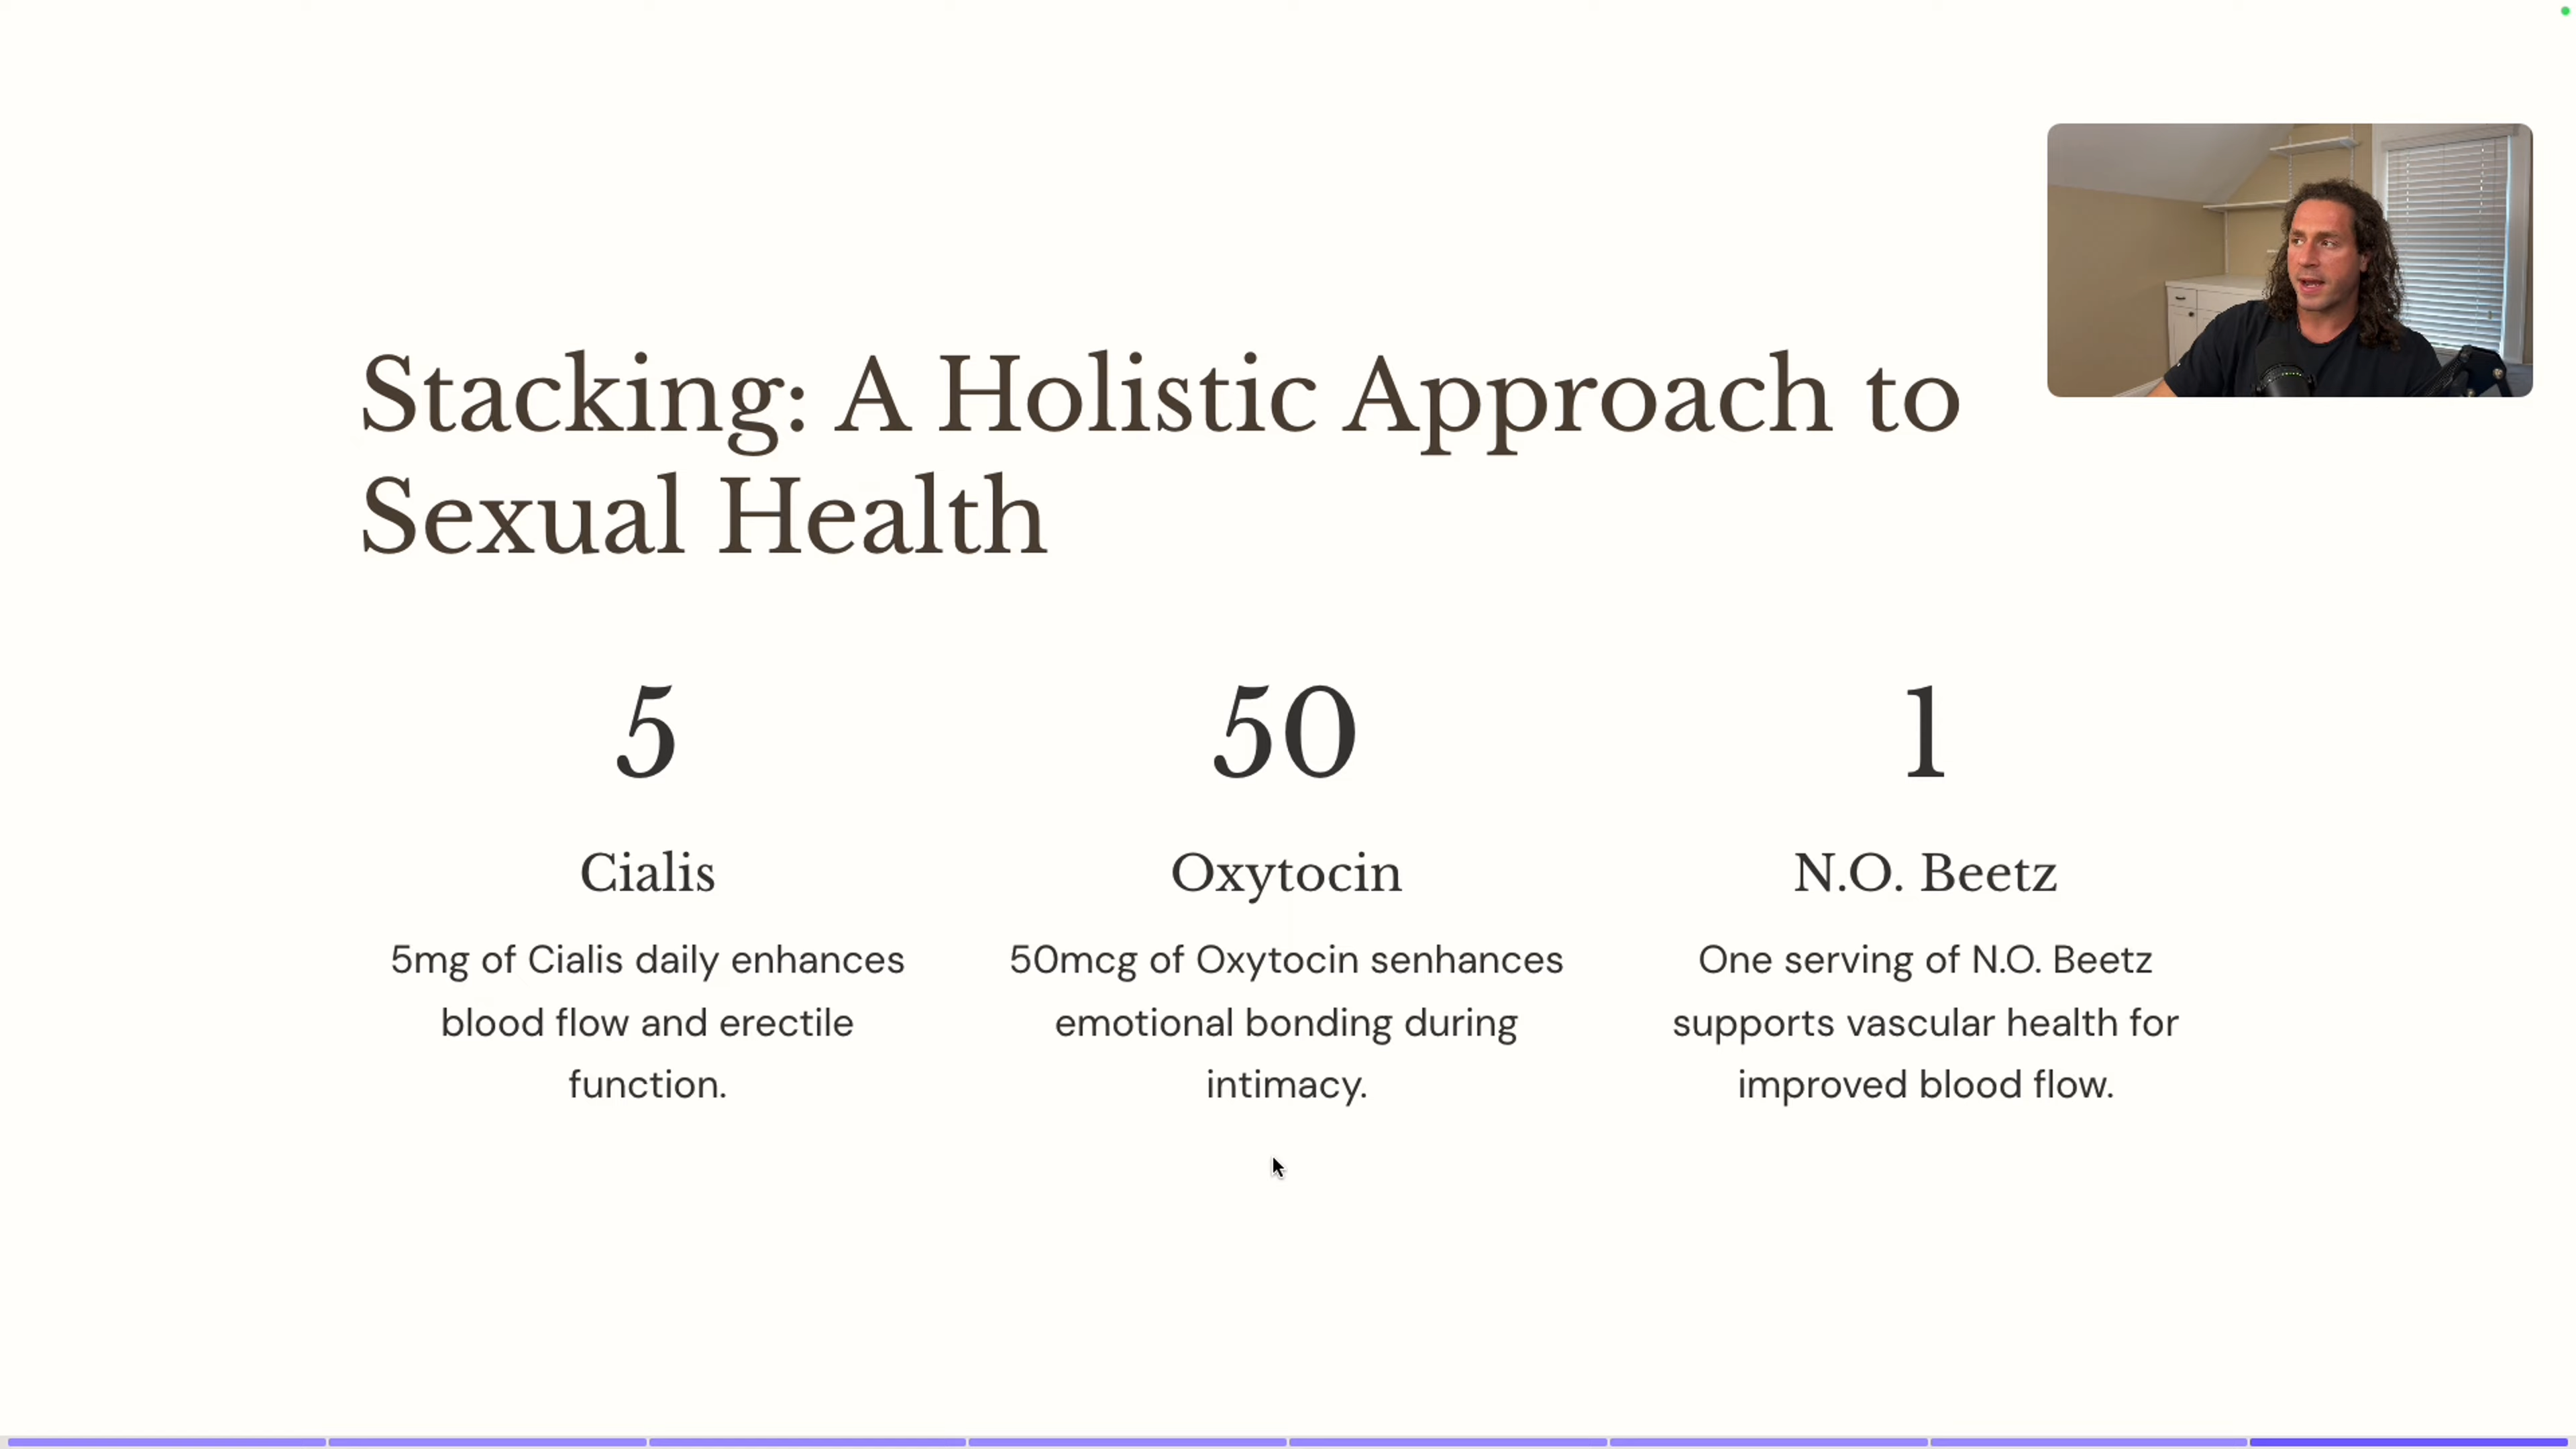 Stacking: A Holistic Approach to
Sexual Health
5
Cialis
5mg of Cialis daily enhances
blood flow and erectile
function.
50
Oxytocin
50mcg of Oxytocin senhances
emotional bonding during
intimacy.
1
N.O. Beetz
One serving of N.O. Beetz
supports vascular health for
improved blood flow.